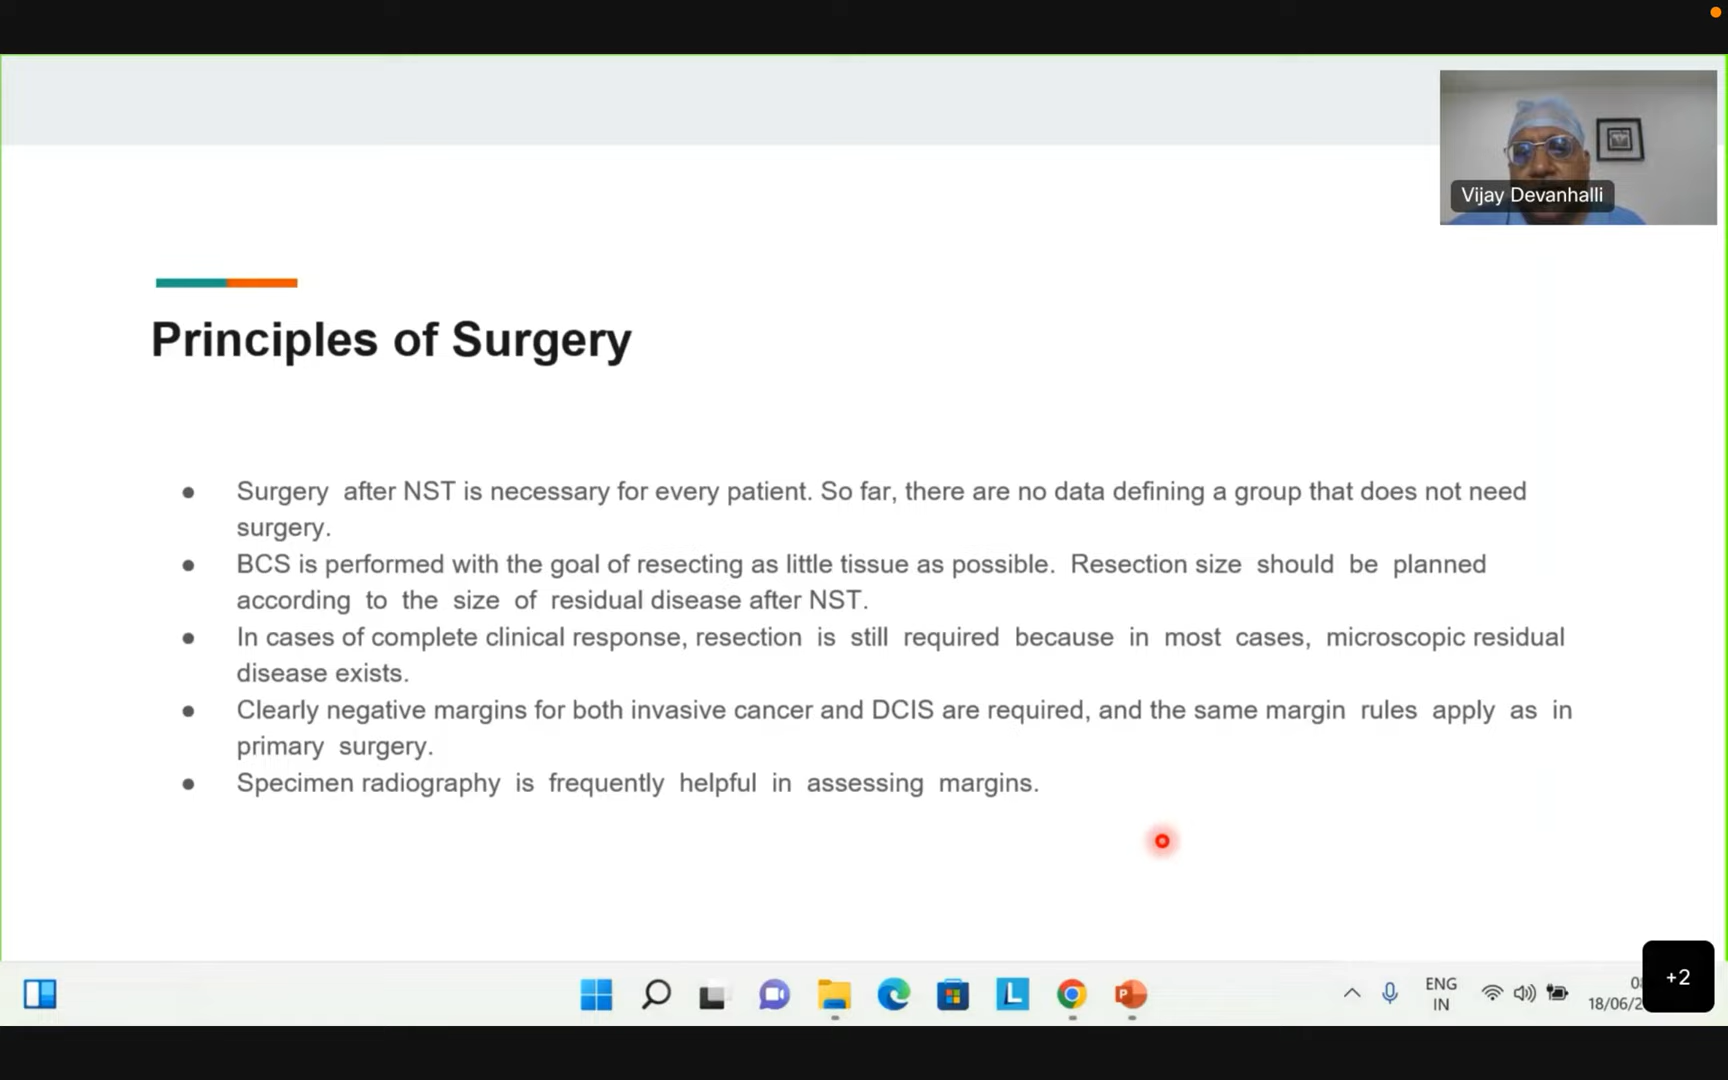 Vijay Devanhalli
Principles of Surgery
● Surgery after NST is necessary for every patient. So far, there are no data defining a group that does not need
surgery.
● BCS is performed with the goal of resecting as little tissue as possible. Resection size should be planned
according to the size of residual disease after NST.
● In cases of complete clinical response, resection is still required because in most cases, microscopic residual
disease exists.
● Clearly negative margins for both invasive cancer and DCIS are required, and the same margin rules apply as in
primary surgery.
● Specimen radiography is frequently helpful in assessing margins.
ENG
IN
18/06/2
+2